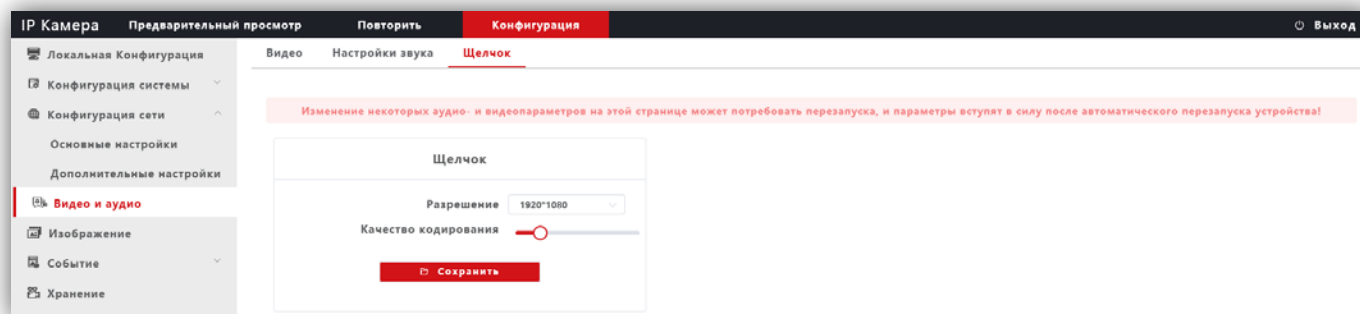 IP Камера Предварительный просмотр Повторить Конфигурация Выход
Локальная Конфигурация
Конфигурация системы
Конфигурация сети
Основные настройки
Дополнительные настройки
Видео и аудио
Изображение
Событие
Хранение
Видео Настройки звука Щелчок
Изменение некоторых аудио- и видеопараметров на этой странице может потребовать перезапуска, и параметры вступят в силу после автоматического перезапуска устройства!
Щелчок
Разрешение 1920*1080
Качество кодирования
Сохранить